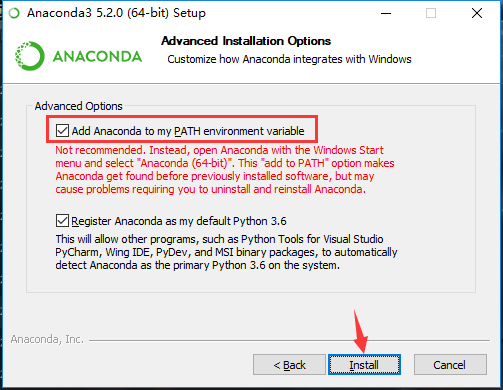 Anaconda3 5.2.0 (64-bit) Setup
ANACONDA
Advanced Installation Options
Customize how Anaconda integrates with Windows
Advanced Options
Add Anaconda to my PATH environment variable
Not recommended. Instead, open Anaconda with the Windows Start
menu and select "Anaconda (64-bit)". This "add to PATH" option makes
Anaconda get found before previously installed software, but may
cause problems requiring you to uninstall and reinstall Anaconda.
Register Anaconda as my default Python 3.6
This will allow other programs, such as Python Tools for Visual Studio
PyCharm, Wing IDE, PyDev, and MSI binary packages, to automatically
detect Anaconda as the primary Python 3.6 on the system.
Anaconda, Inc.
< Back
Install
Cancel